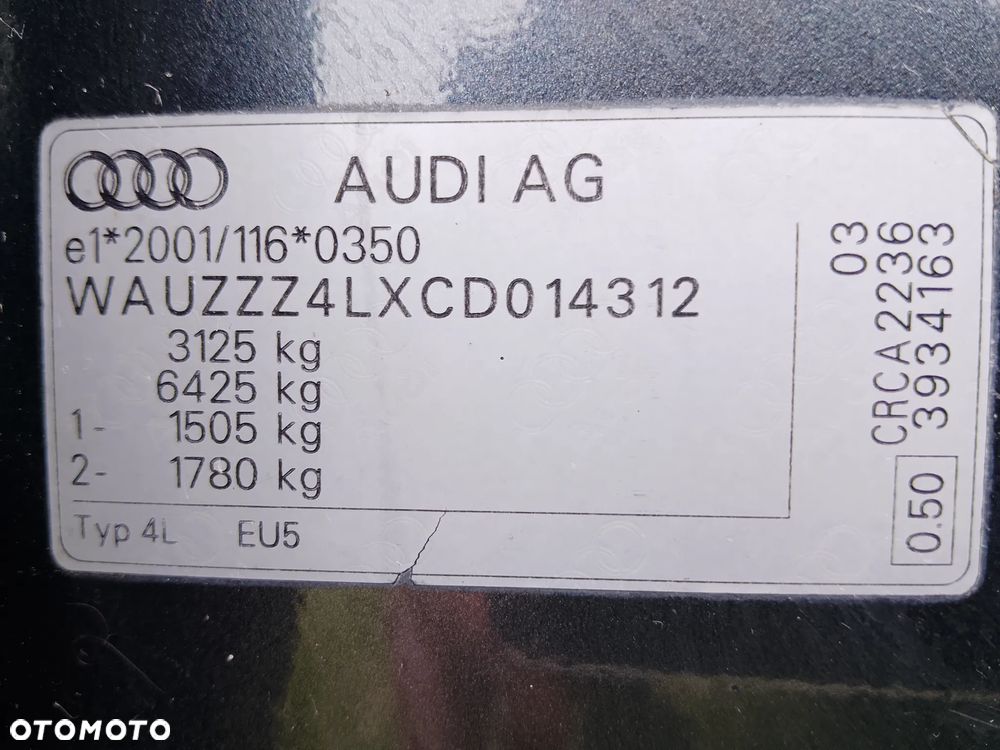 AUDI AG
e1*2001/116*0350
WAUZZZ4LXCD014312
3125 kg
6425 kg
1- 1505 kg
2- 1780 kg
Typ 4L EU5
03
CRCA2236
39341163
0.50
OTOMOTO